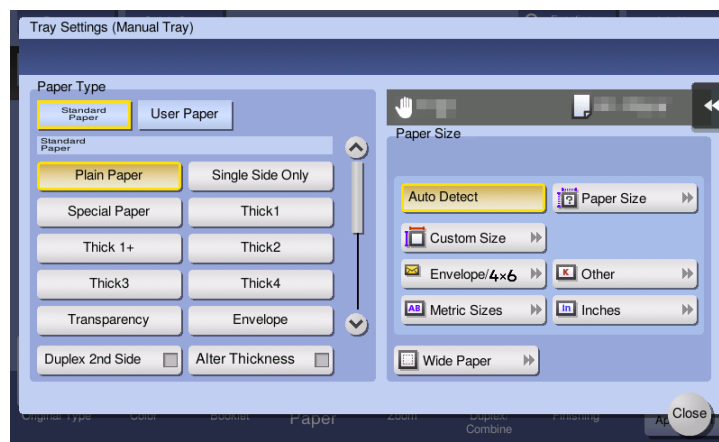 Tray Settings (Manual Tray)
Paper Type
Standard
Paper
User Paper
Standard
Paper
Plain Paper
Single Side Only
Special Paper
Thick1
Thick 1+
Thick2
Thick3
Thick4
Transparency
Envelope
Duplex 2nd Side
Alter Thickness
Paper Size
Auto Detect
? Paper Size
Custom Size
Envelope/4×6
K Other
AB Metric Sizes
In Inches
Wide Paper
Close
Original Type
Color
Booklet
Paper
Zoom
Duplex/
Combine
Finishing